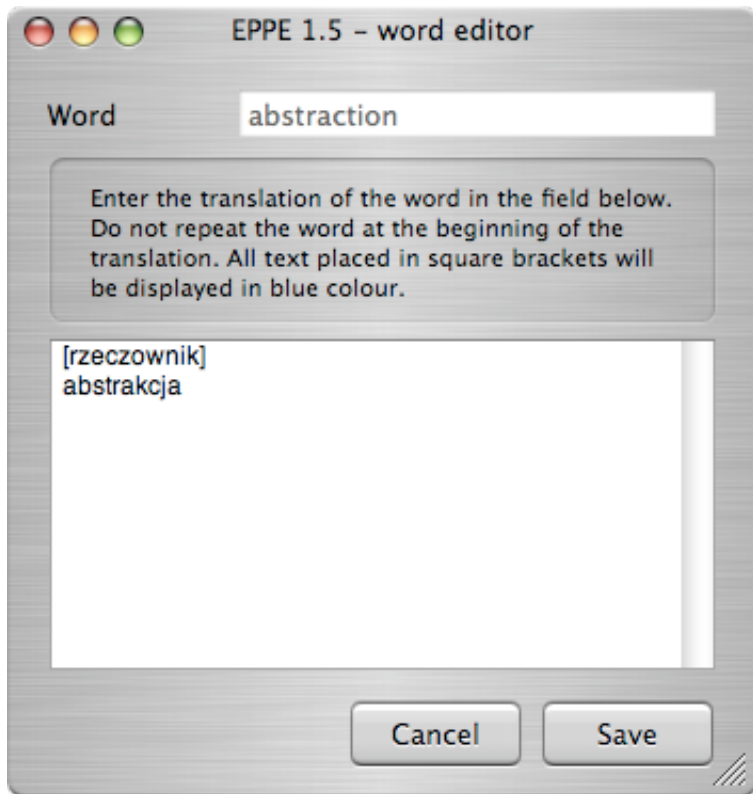 EPPE 1.5 – word editor
Word abstraction
Enter the translation of the word in the field below.
Do not repeat the word at the beginning of the
translation. All text placed in square brackets will
be displayed in blue colour.
[rzeczownik]
abstrakcja
Cancel Save